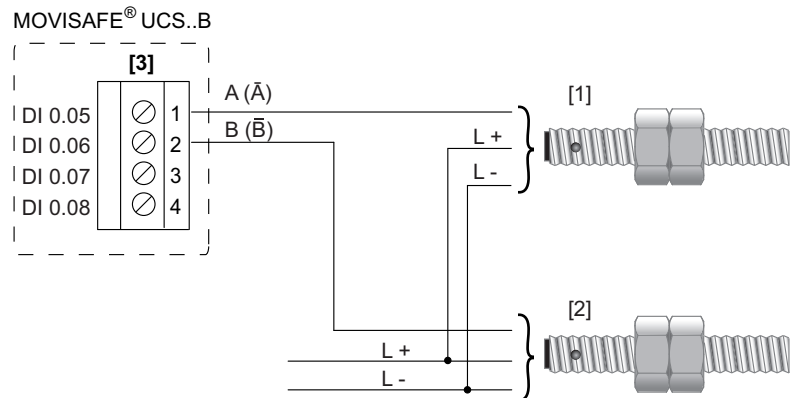 MOVISAFE® UCS..B
[3]
DI 0.05 1 A (Ā)
DI 0.06 2 B (B̄)
DI 0.07 3
DI 0.08 4
[1]
L +
L -
[2]
L +
L -